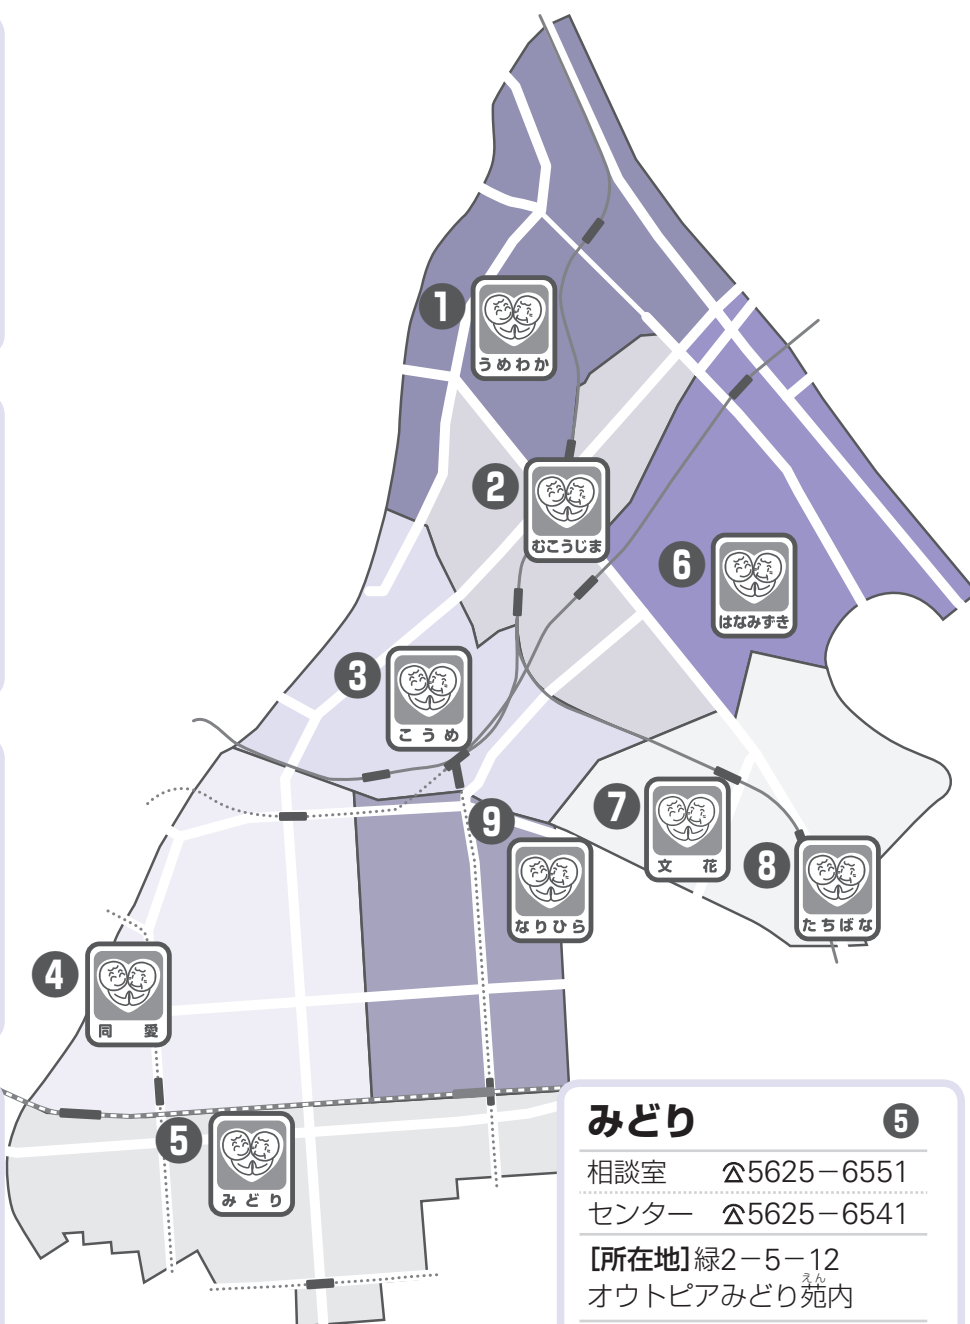 1
うめわか
2
むこうじま
6
はなみずき
3
こうめ
7
文 花
9
なりひら
8
たちばな
4
同 愛
5
みどり
みどり 5
相談室 ☎5625－6551
センター ☎5625－6541
[所在地]緑2－5－12
オウトピアみどり苑内
えん